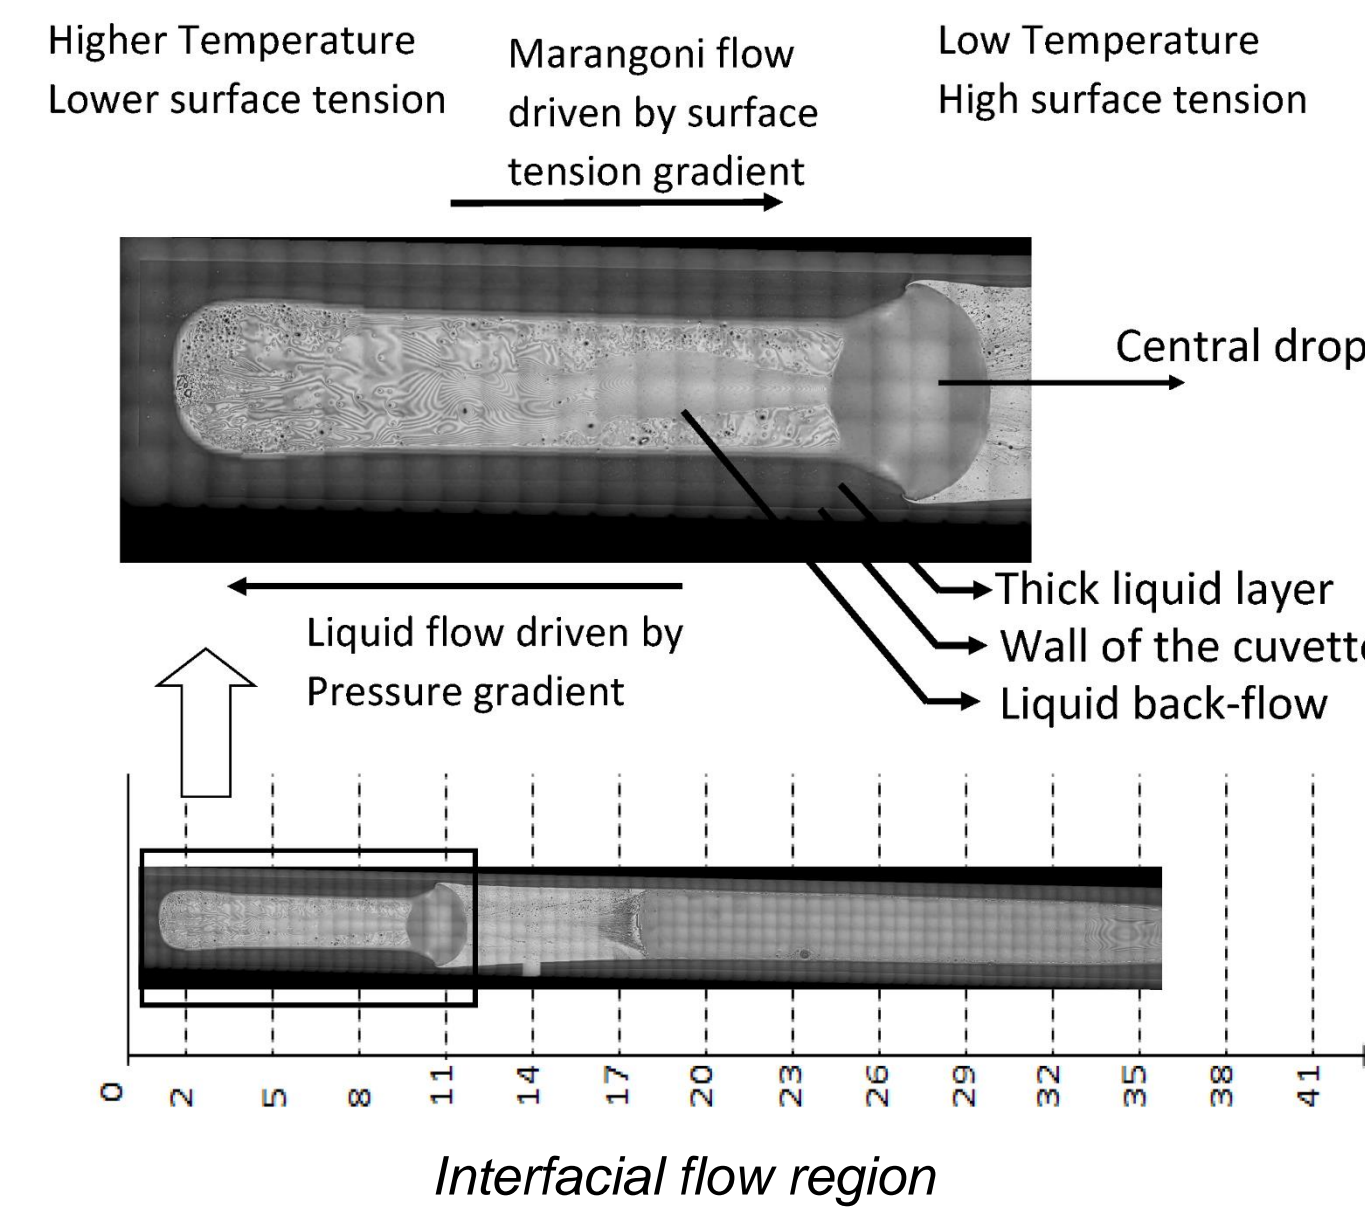 Higher Temperature
Lower surface tension
Marangoni flow
driven by surface
tension gradient
Low Temperature
High surface tension
Central drop
Thick liquid layer
Wall of the cuvette
Liquid back-flow
Liquid flow driven by
Pressure gradient
0 2 5 8 11 14 17 20 23 26 29 32 35 38 41
Interfacial flow region